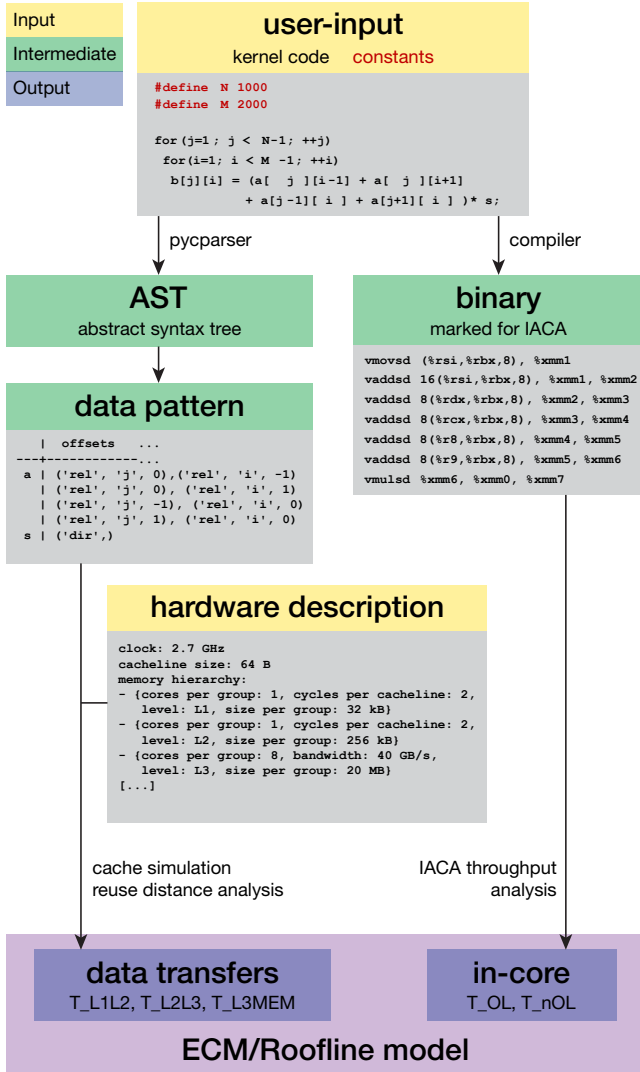 Input
Intermediate
Output
user-input
kernel code constants
#define N 1000
#define M 2000
for(j=1; j < N-1; ++j)
for(i=1; i < M -1; ++i)
b[j][i] = (a[ j ][i-1] + a[ j ][i+1]
+ a[j-1][ i ] + a[j+1][ i ] )* s;
pycparser
compiler
AST
abstract syntax tree
binary
marked for IACA
vmovsd (%rsi,%rbx,8), %xmm1
vaddsd 16(%rsi,%rbx,8), %xmm1, %xmm2
vaddsd 8(%rdx,%rbx,8), %xmm2, %xmm3
vaddsd 8(%rcx,%rbx,8), %xmm3, %xmm4
vaddsd 8(%r8,%rbx,8), %xmm4, %xmm5
vaddsd 8(%r9,%rbx,8), %xmm5, %xmm6
vmulsd %xmm6, %xmm0, %xmm7
data pattern
| offsets ...
---+------------...
a | ('rel', 'j', 0),('rel', 'i', -1)
| ('rel', 'j', 0), ('rel', 'i', 1)
| ('rel', 'j', -1), ('rel', 'i', 0)
| ('rel', 'j', 1), ('rel', 'i', 0)
s | ('dir',)
hardware description
clock: 2.7 GHz
cacheline size: 64 B
memory hierarchy:
- {cores per group: 1, cycles per cacheline: 2,
level: L1, size per group: 32 kB}
- {cores per group: 1, cycles per cacheline: 2,
level: L2, size per group: 256 kB}
- {cores per group: 8, bandwidth: 40 GB/s,
level: L3, size per group: 20 MB}
[...]
cache simulation
reuse distance analysis
IACA throughput
analysis
data transfers
T_L1L2, T_L2L3, T_L3MEM
in-core
T_OL, T_nOL
ECM/Roofline model